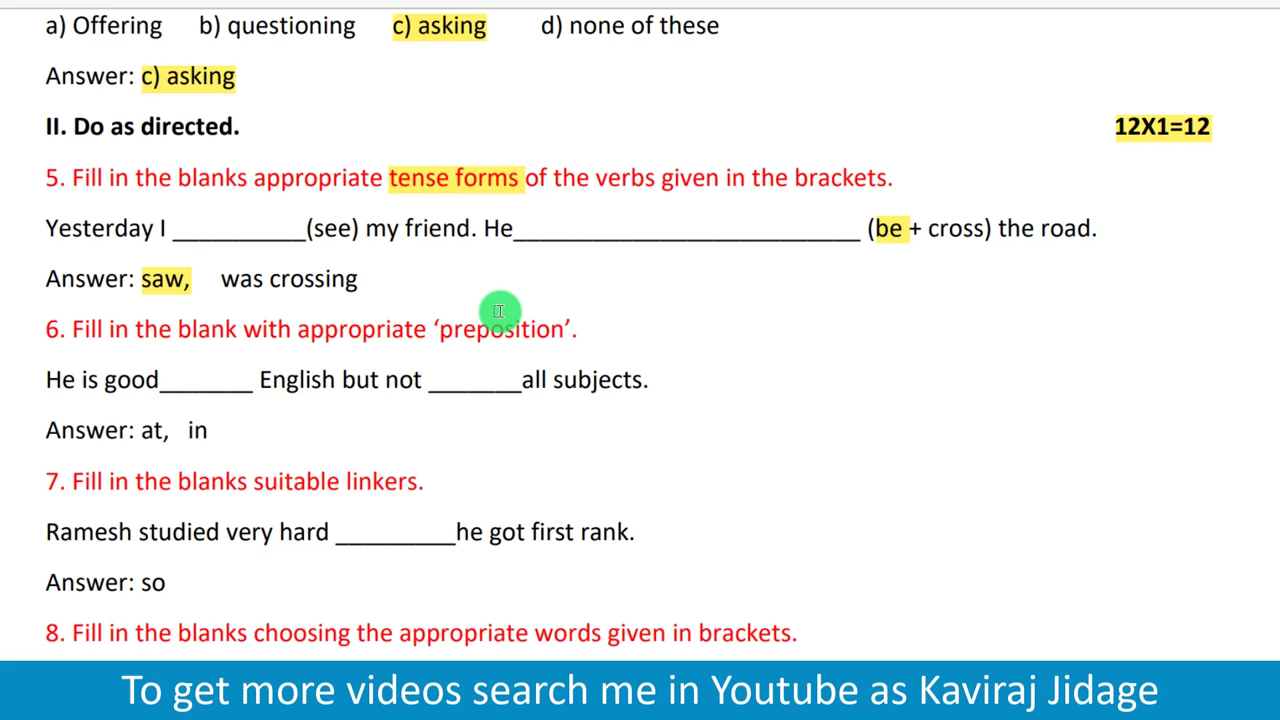 a) Offering b) questioning c) asking d) none of these
Answer: c) asking
II. Do as directed. 12X1=12
5. Fill in the blanks appropriate tense forms of the verbs given in the brackets.
Yesterday I __________(see) my friend. He__________________________ (be + cross) the road.
Answer: saw, was crossing
6. Fill in the blank with appropriate ‘preposition’.
He is good_______ English but not _______all subjects.
Answer: at, in
7. Fill in the blanks suitable linkers.
Ramesh studied very hard _________he got first rank.
Answer: so
8. Fill in the blanks choosing the appropriate words given in brackets.
To get more videos search me in Youtube as Kaviraj Jidage